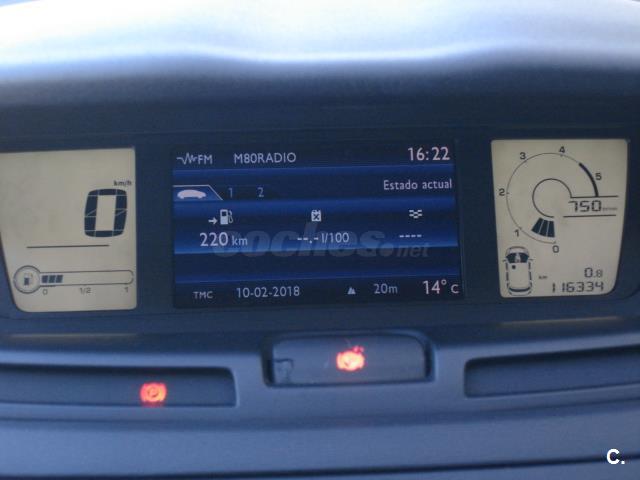 FM M80RADIO 16:22
1 2 Estado actual
220 km --.-l/100 ----
TMC 10-02-2018 20m 14° C
km/h
0
0 1/2 1
0 1 2 3 4 5
750
km 0.8
116334
coches.net
C.